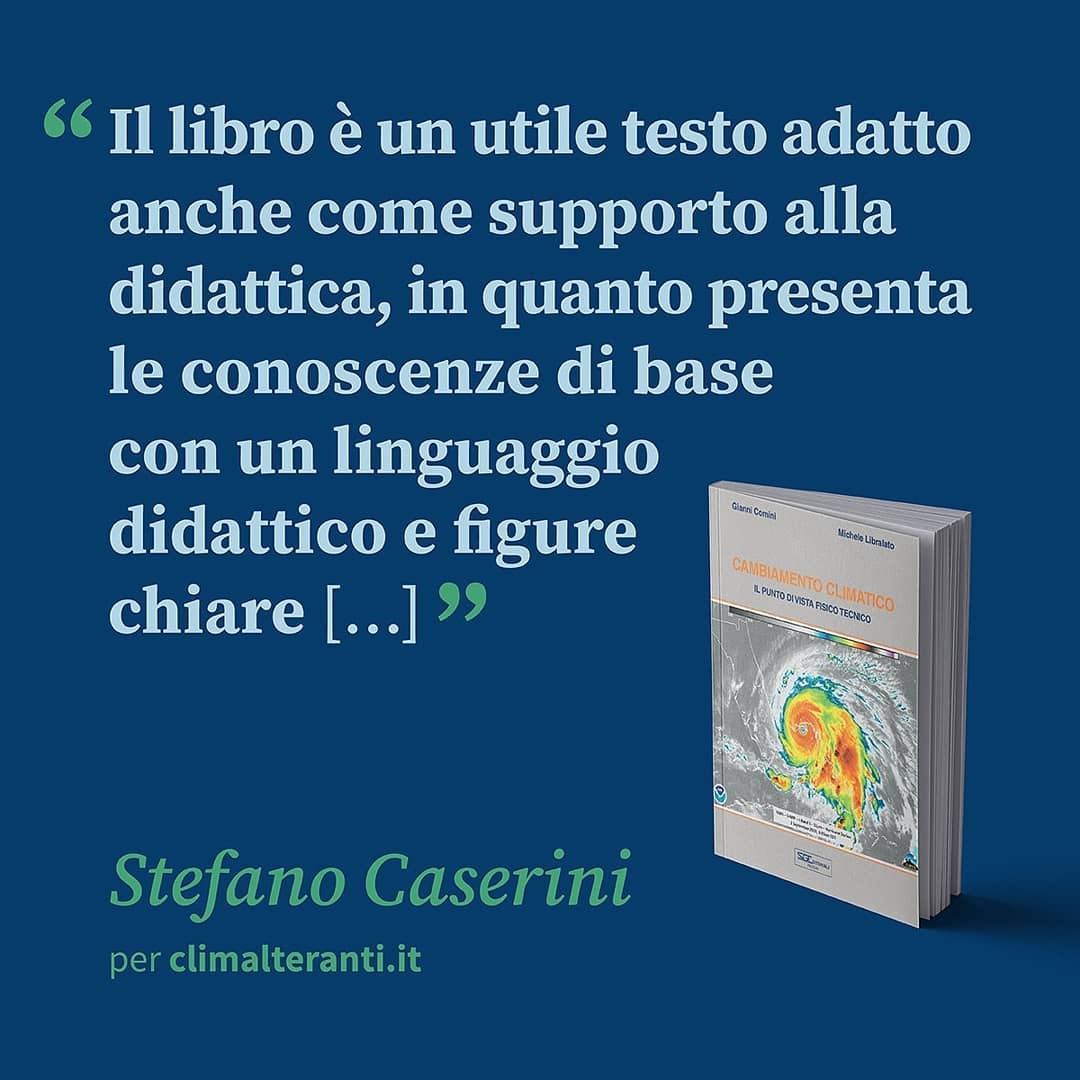 “Il libro è un utile testo adatto
anche come supporto alla
didattica, in quanto presenta
le conoscenze di base
con un linguaggio
didattico e figure
chiare […]”
Gianni Comini
Michele Libralato
CAMBIAMENTO CLIMATICO
IL PUNTO DI VISTA FISICO TECNICO
SGEditoriali
Stefano Caserini
per climalteranti.it